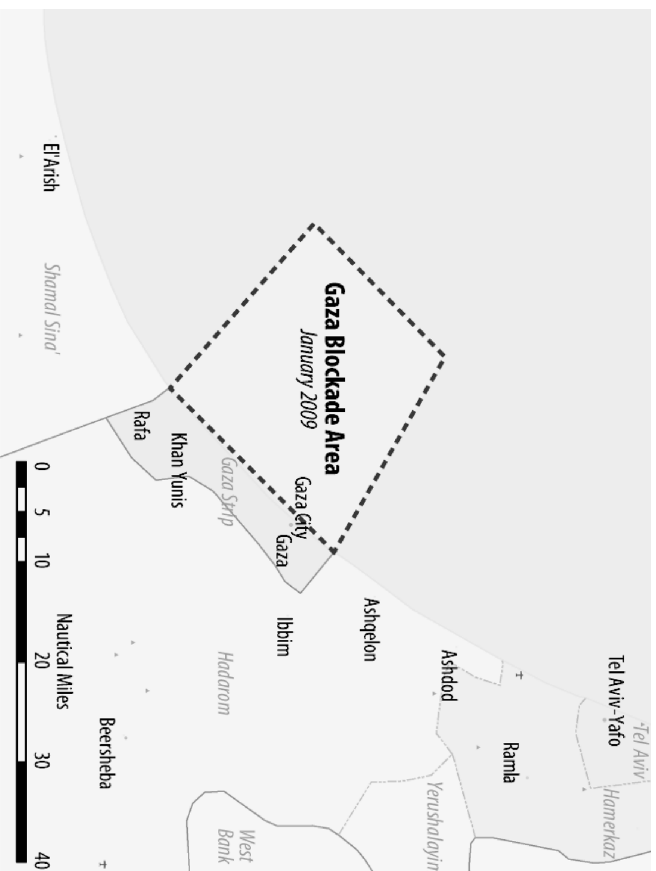 Tel Aviv
Tel Aviv-Yafo
Hamerkaz
Ramla
Ashdod
Yerushalayin
Ashqelon
Gaza Blockade Area
January 2009
Gaza City
Gaza
Ibbim
Gaza Strip
Hadarom
West
Bank
Khan Yunis
Rafa
Beersheba
El'Arish
Shamal Sina'
Nautical Miles
0 5 10 20 30 40